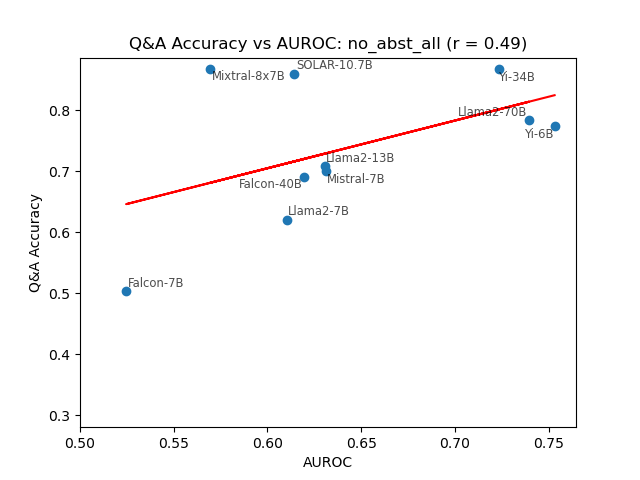 Q&A Accuracy vs AUROC: no_abst_all (r = 0.49)
SOLAR-10.7B
Mixtral-8x7B
Yi-34B
Llama2-70B
Yi-6B
Llama2-13B
Mistral-7B
Falcon-40B
Llama2-7B
Falcon-7B
Q&A Accuracy
0.8
0.7
0.6
0.5
0.4
0.3
0.50 0.55 0.60 0.65 0.70 0.75
AUROC